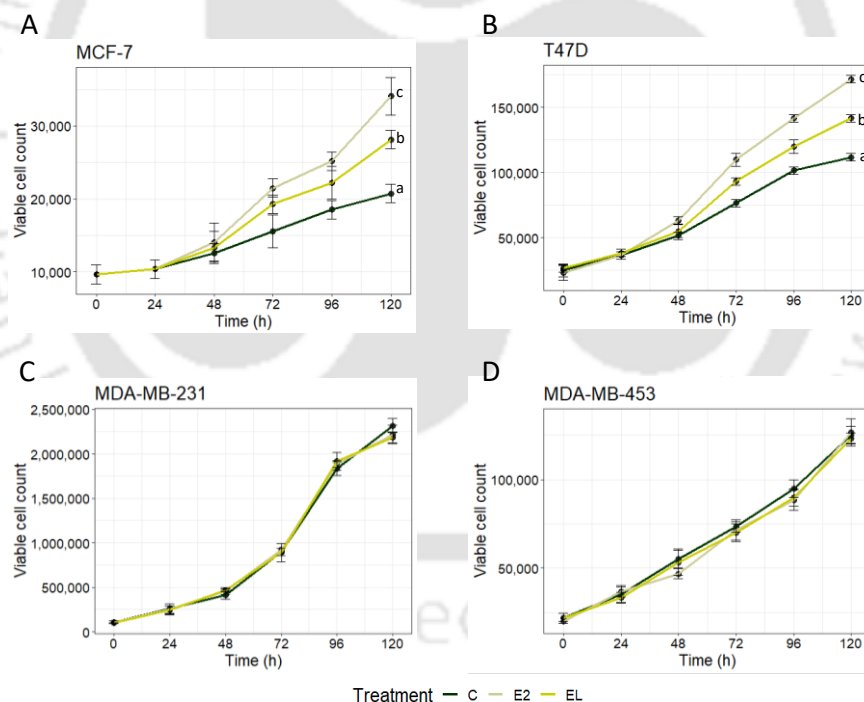 A
MCF-7
Viable cell count
30,000
20,000
10,000
c
b
a
0 24 48 72 96 120
Time (h)
B
T47D
Viable cell count
150,000
100,000
50,000
b
a
0 24 48 72 96 120
Time (h)
C
MDA-MB-231
Viable cell count
2,500,000
2,000,000
1,500,000
1,000,000
500,000
0
0 24 48 72 96 120
Time (h)
D
MDA-MB-453
Viable cell count
100,000
50,000
0 24 48 72 96 120
Time (h)
Treatment C E2 EL